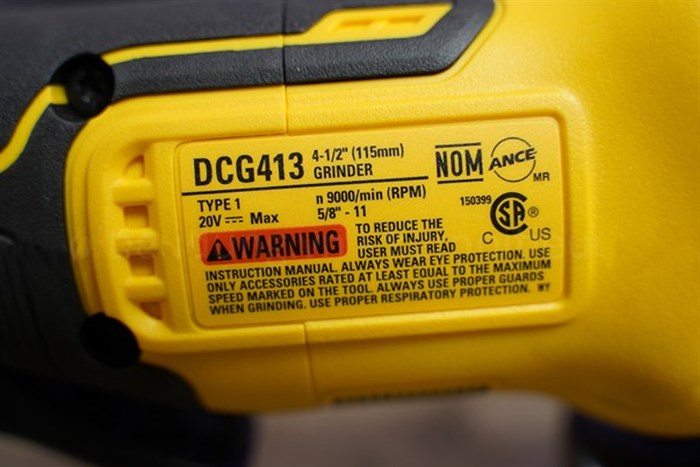 DCG413 4-1/2" (115mm)
GRINDER
NOM ANCE MR
TYPE 1 n 9000/min (RPM)
20V ⎓ Max 5/8" - 11
150399 SA ®
C US
WARNING TO REDUCE THE
RISK OF INJURY,
USER MUST READ
INSTRUCTION MANUAL. ALWAYS WEAR EYE PROTECTION. USE
ONLY ACCESSORIES RATED AT LEAST EQUAL TO THE MAXIMUM
SPEED MARKED ON THE TOOL. ALWAYS USE PROPER GUARDS
WHEN GRINDING. USE PROPER RESPIRATORY PROTECTION. WY